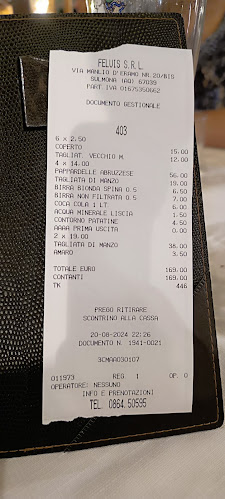 FELVIS S.R.L.
VIA MANLIO D'ERAMO NR.20/BIS
SULMONA (AQ) 67039
PART.IVA 01675350662
DOCUMENTO GESTIONALE
403
6 x 2.50
COPERTO 15.00
TAGLIAT. VECCHIO M. 12.00
4 x 14.00
PAPPARDELLE ABRUZZESE 56.00
TAGLIATA DI MANZO 19.00
BIRRA BIONDA SPINA 0.5 6.50
BIRRA NON FILTRATA 0.5 7.00
COCA COLA 1 LT. 6.00
ACQUA MINERALE LISCIA 1.50
CONTORNO PATATINE 4.50
AAAA PRIMA USCITA 0.00
2 x 19.00
TAGLIATA DI MANZO 38.00
AMARO 3.50
TOTALE EURO 169.00
CONTANTI 169.00
TK 446
PREGO RITIRARE
SCONTRINO ALLA CASSA
20-08-2024 22:26
DOCUMENTO N. 1941-0021
3CMAA030107
011973 REG 1 OP. 0
OPERATORE: NESSUNO
INFO E PRENOTAZIONI
TEL. 0864.50595